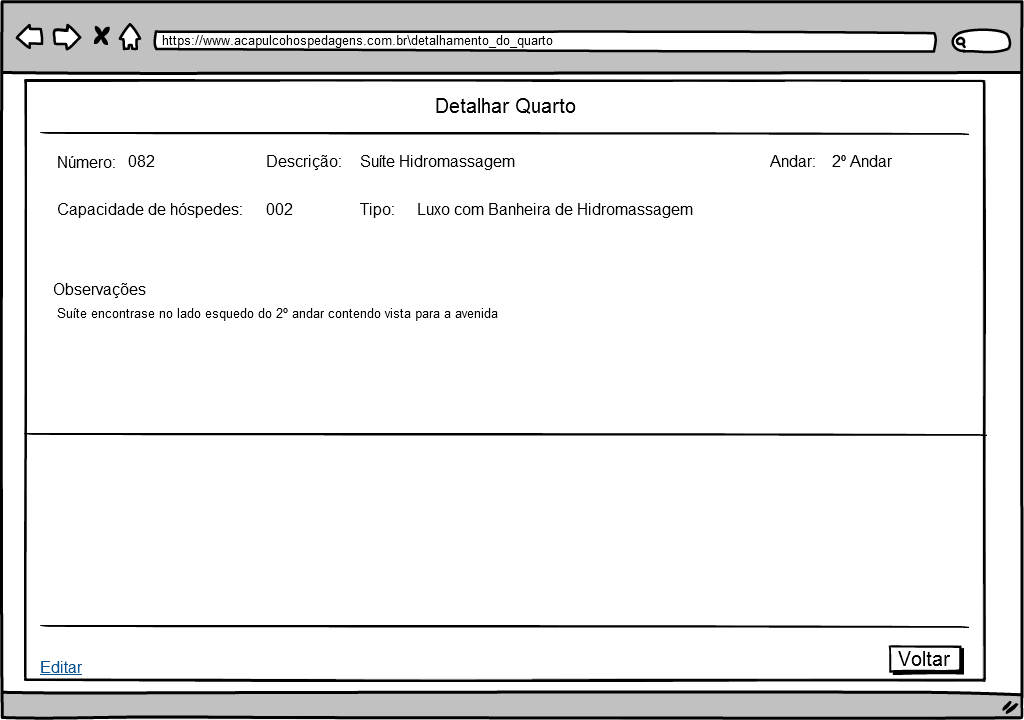 https://www.acapulcohospedagens.com.br\detalhamento_do_quarto
Detalhar Quarto
Número: 082 Descrição: Suíte Hidromassagem Andar: 2º Andar
Capacidade de hóspedes: 002 Tipo: Luxo com Banheira de Hidromassagem
Observações
Suíte encontrase no lado esquedo do 2º andar contendo vista para a avenida
Editar Voltar